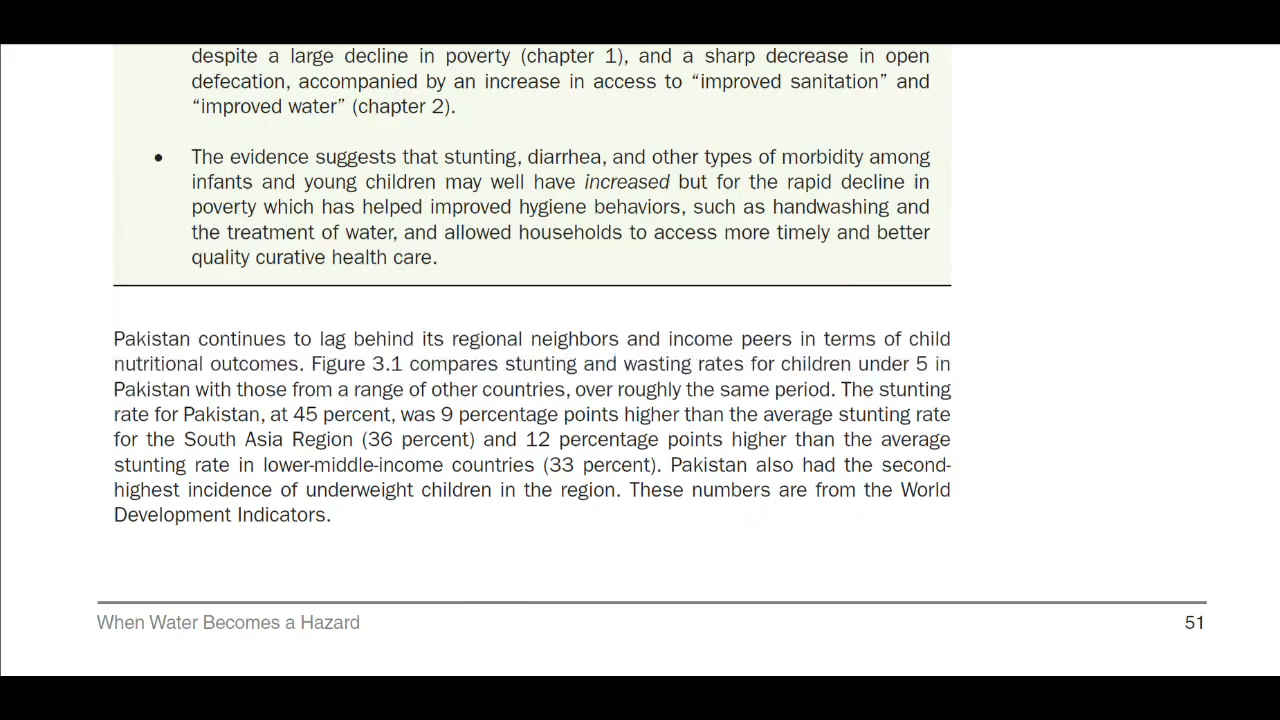 despite a large decline in poverty (chapter 1), and a sharp decrease in open
defecation, accompanied by an increase in access to “improved sanitation” and
“improved water” (chapter 2).
• The evidence suggests that stunting, diarrhea, and other types of morbidity among
infants and young children may well have increased but for the rapid decline in
poverty which has helped improved hygiene behaviors, such as handwashing and
the treatment of water, and allowed households to access more timely and better
quality curative health care.
Pakistan continues to lag behind its regional neighbors and income peers in terms of child
nutritional outcomes. Figure 3.1 compares stunting and wasting rates for children under 5 in
Pakistan with those from a range of other countries, over roughly the same period. The stunting
rate for Pakistan, at 45 percent, was 9 percentage points higher than the average stunting rate
for the South Asia Region (36 percent) and 12 percentage points higher than the average
stunting rate in lower-middle-income countries (33 percent). Pakistan also had the second-
highest incidence of underweight children in the region. These numbers are from the World
Development Indicators.
When Water Becomes a Hazard
51